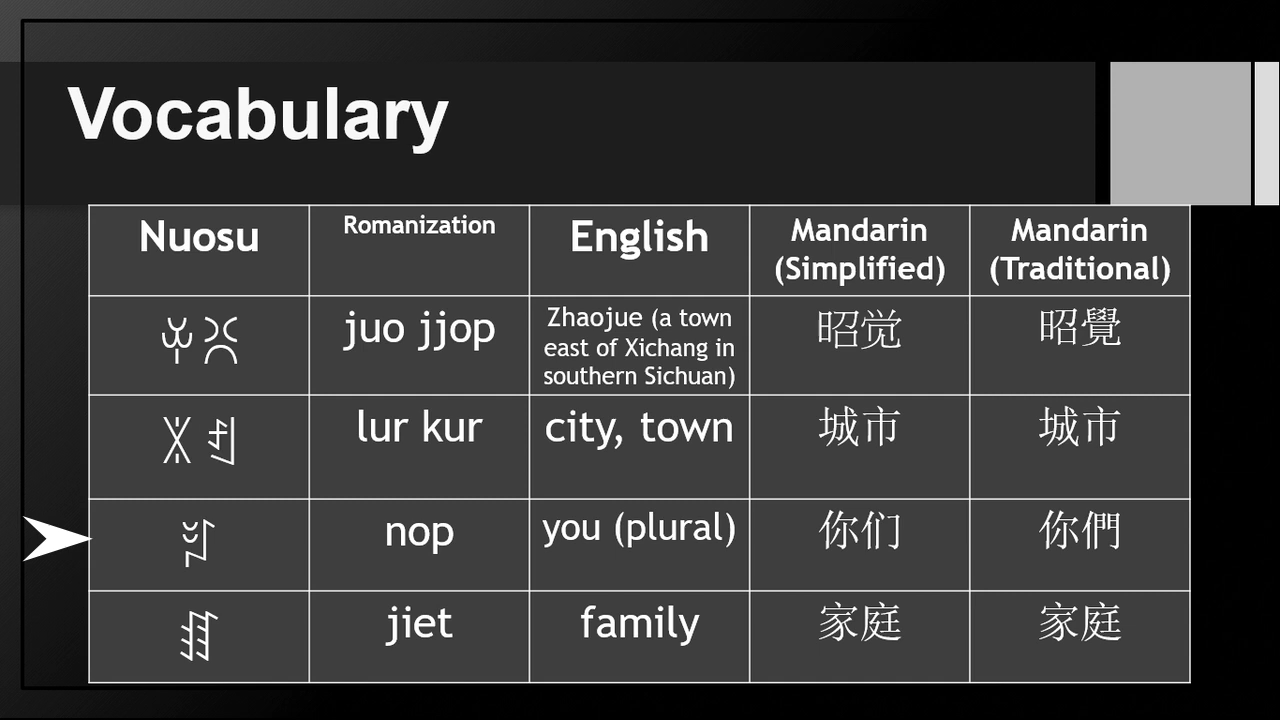 Vocabulary
Nuosu Romanization English Mandarin (Simplified) Mandarin (Traditional)
ꏪꐦ juo jjop Zhaojue (a town
east of Xichang in
southern Sichuan) 昭觉 昭覺
ꇓꈓ lur kur city, town 城市 城市
ꆍ nop you (plural) 你们 你們
ꏤ jiet family 家庭 家庭